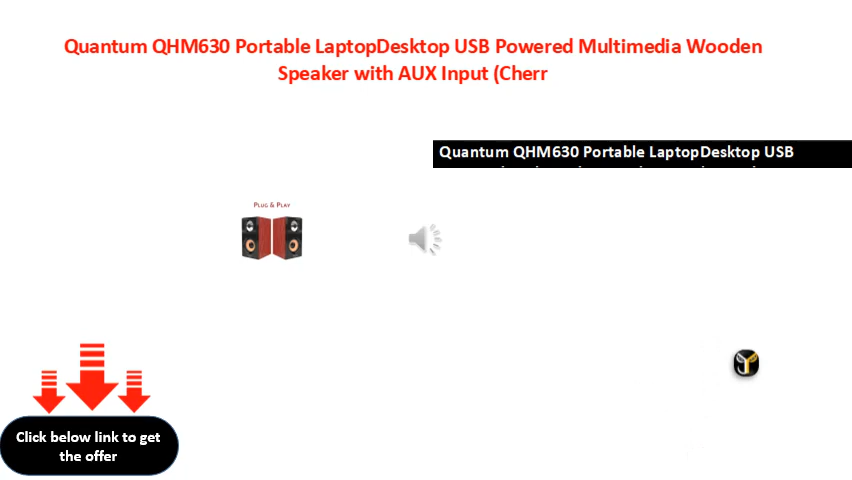 Quantum QHM630 Portable LaptopDesktop USB Powered Multimedia Wooden
Speaker with AUX Input (Cherr
Quantum QHM630 Portable LaptopDesktop USB
PLUG & PLAY
Click below link to get
the offer